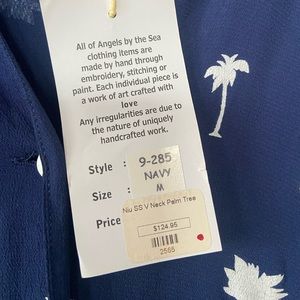 All of Angels by the Sea
clothing items are
made by hand through
embroidery, stitching or
paint. Each individual piece is
a work of art crafted with
love
Any irregularities are due to
the nature of uniquely
handcrafted work.
Style : 9-285
NAVY
Size : M
Price
Niu SS V Neck Palm Tree
$124.95
2565